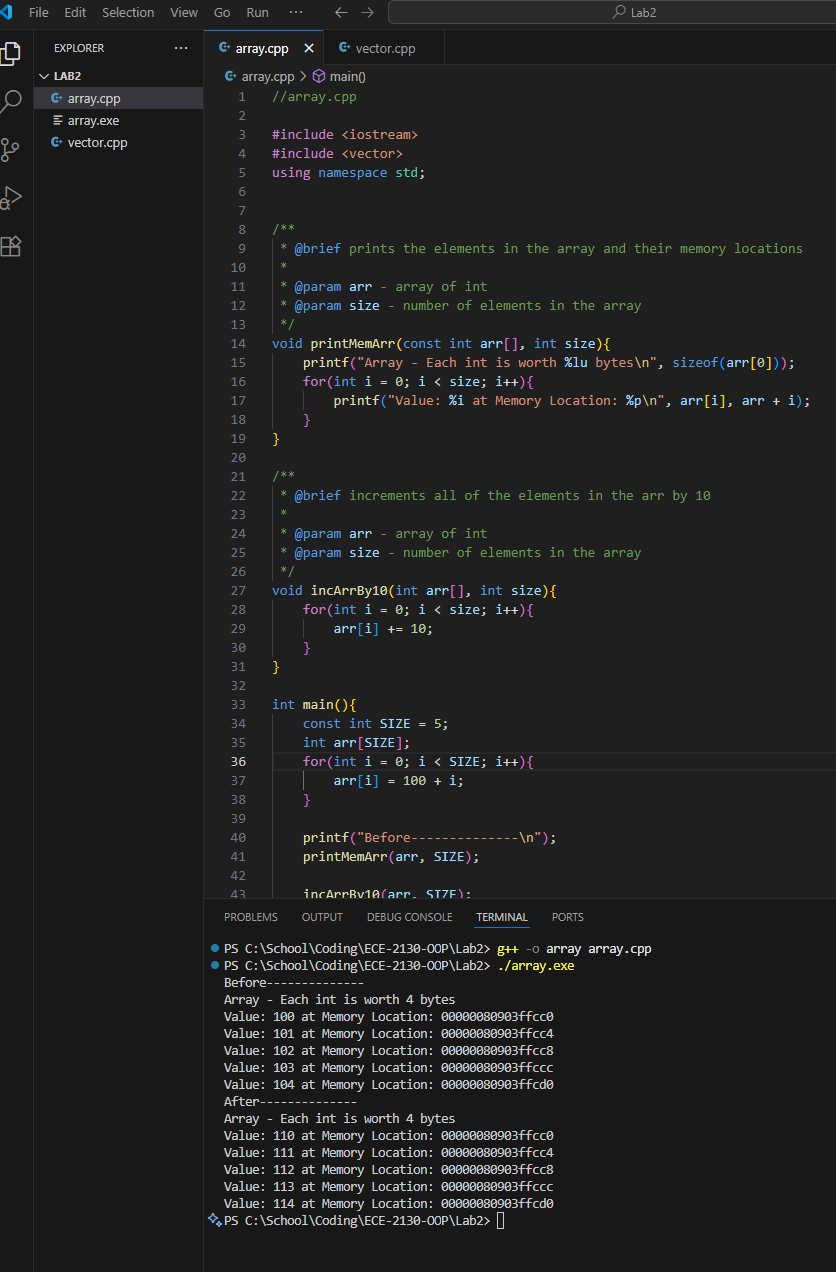 File Edit Selection View Go Run ··· ← → Lab2
EXPLORER ···
LAB2
array.cpp
array.exe
vector.cpp
array.cpp × vector.cpp
array.cpp > main()
1 //array.cpp
2
3 #include <iostream>
4 #include <vector>
5 using namespace std;
6
7
8 /**
9  * @brief prints the elements in the array and their memory locations
10  *
11  * @param arr - array of int
12  * @param size - number of elements in the array
13  */
14 void printMemArr(const int arr[], int size){
15     printf("Array - Each int is worth %lu bytes\n", sizeof(arr[0]));
16     for(int i = 0; i < size; i++){
17         printf("Value: %i at Memory Location: %p\n", arr[i], arr + i);
18     }
19 }
20
21 /**
22  * @brief increments all of the elements in the arr by 10
23  *
24  * @param arr - array of int
25  * @param size - number of elements in the array
26  */
27 void incArrBy10(int arr[], int size){
28     for(int i = 0; i < size; i++){
29         arr[i] += 10;
30     }
31 }
32
33 int main(){
34     const int SIZE = 5;
35     int arr[SIZE];
36     for(int i = 0; i < SIZE; i++){
37         arr[i] = 100 + i;
38     }
39
40     printf("Before--------------\n");
41     printMemArr(arr, SIZE);
42
43     incArrBy10(arr, SIZE);
PROBLEMS OUTPUT DEBUG CONSOLE TERMINAL PORTS
PS C:\School\Coding\ECE-2130-OOP\Lab2> g++ -o array array.cpp
PS C:\School\Coding\ECE-2130-OOP\Lab2> ./array.exe
Before--------------
Array - Each int is worth 4 bytes
Value: 100 at Memory Location: 00000080903ffcc0
Value: 101 at Memory Location: 00000080903ffcc4
Value: 102 at Memory Location: 00000080903ffcc8
Value: 103 at Memory Location: 00000080903ffccc
Value: 104 at Memory Location: 00000080903ffcd0
After--------------
Array - Each int is worth 4 bytes
Value: 110 at Memory Location: 00000080903ffcc0
Value: 111 at Memory Location: 00000080903ffcc4
Value: 112 at Memory Location: 00000080903ffcc8
Value: 113 at Memory Location: 00000080903ffccc
Value: 114 at Memory Location: 00000080903ffcd0
PS C:\School\Coding\ECE-2130-OOP\Lab2>